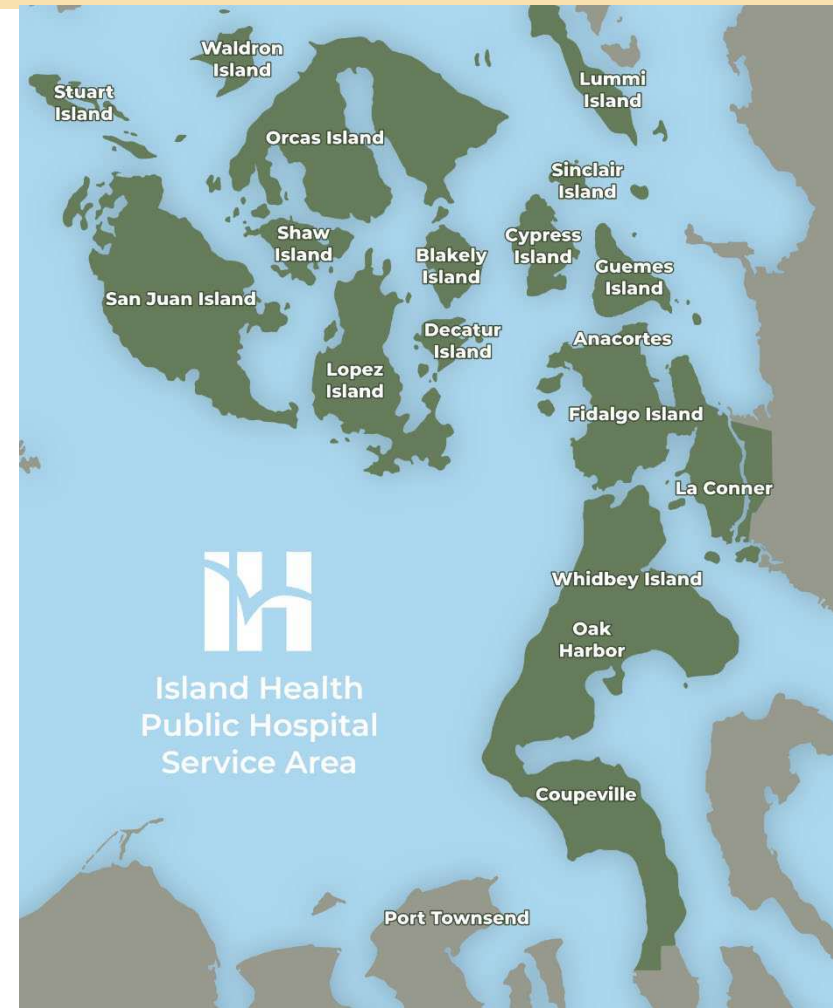 Waldron
Island
Stuart
Island
Lummi
Island
Orcas Island
Sinclair
Island
Shaw
Island
Cypress
Island
Blakely
Island
Guemes
Island
San Juan Island
Decatur
Island
Anacortes
Lopez
Island
Fidalgo Island
La Conner
Whidbey Island
Oak
Harbor
iH
Island Health
Public Hospital
Service Area
Coupeville
Port Townsend